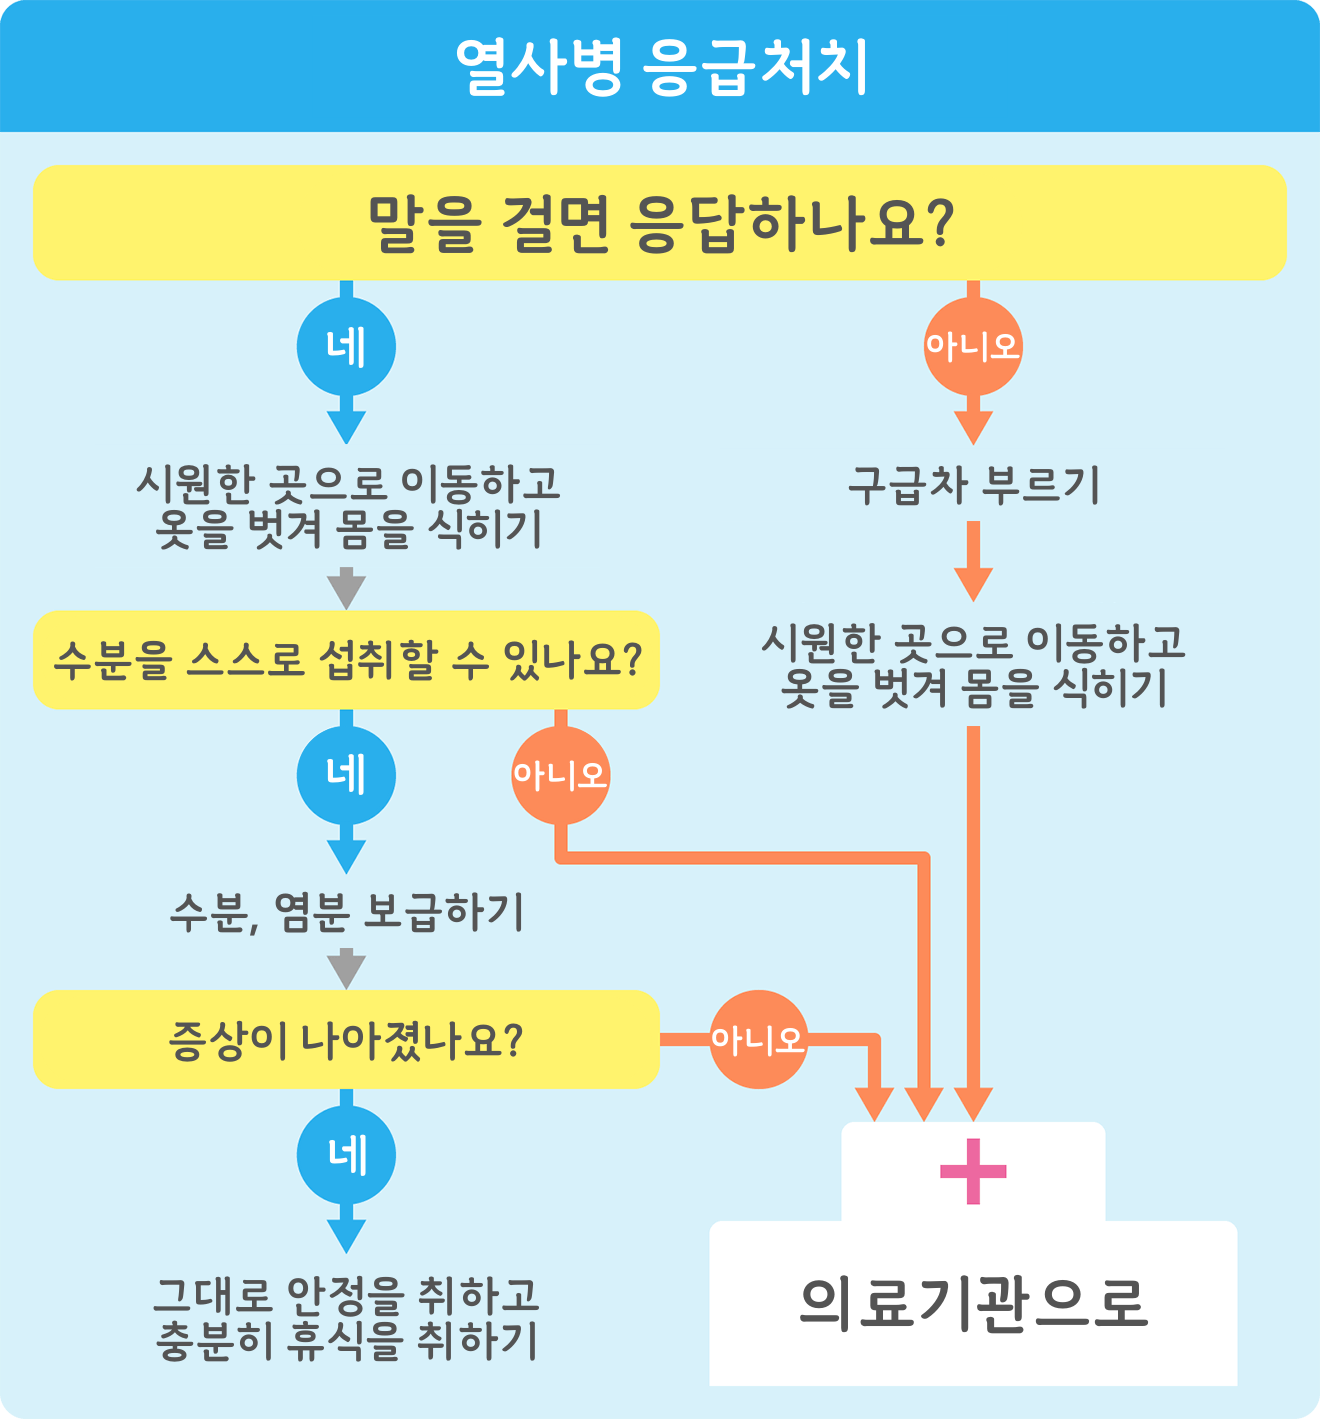 열사병 응급처치
말을 걸면 응답하나요?
네
아니오
시원한 곳으로 이동하고
옷을 벗겨 몸을 식히기
구급차 부르기
수분을 스스로 섭취할 수 있나요?
시원한 곳으로 이동하고
옷을 벗겨 몸을 식히기
네
아니오
수분, 염분 보급하기
증상이 나아졌나요?
아니오
네
그대로 안정을 취하고
충분히 휴식을 취하기
의료기관으로